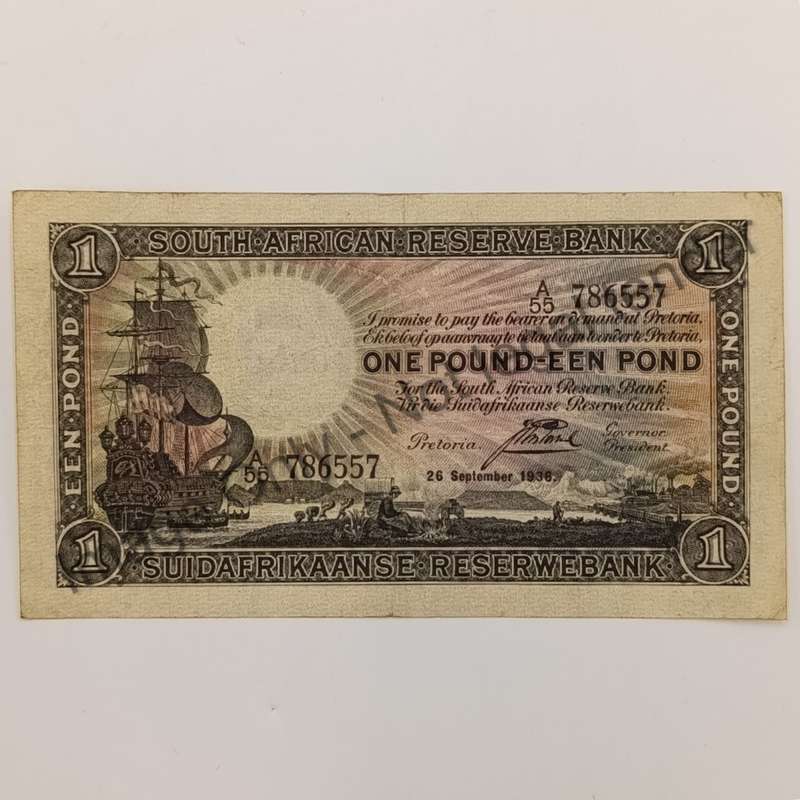 1 SOUTH·AFRICAN·RESERVE·BANK 1
A/55 786557
I promise to pay the bearer on demand at Pretoria.
Ek beloof op aanvraag te betaal aan toonder te Pretoria,
ONE POUND-EEN POND
For the South African Reserve Bank.
Vir die Suidafrikaanse Reserwebank.
Pretoria. Governor
President.
26 September 1936.
A/55 786557
EEN·POND
ONE·POUND
1 SUIDAFRIKAANSE·RESERWEBANK 1